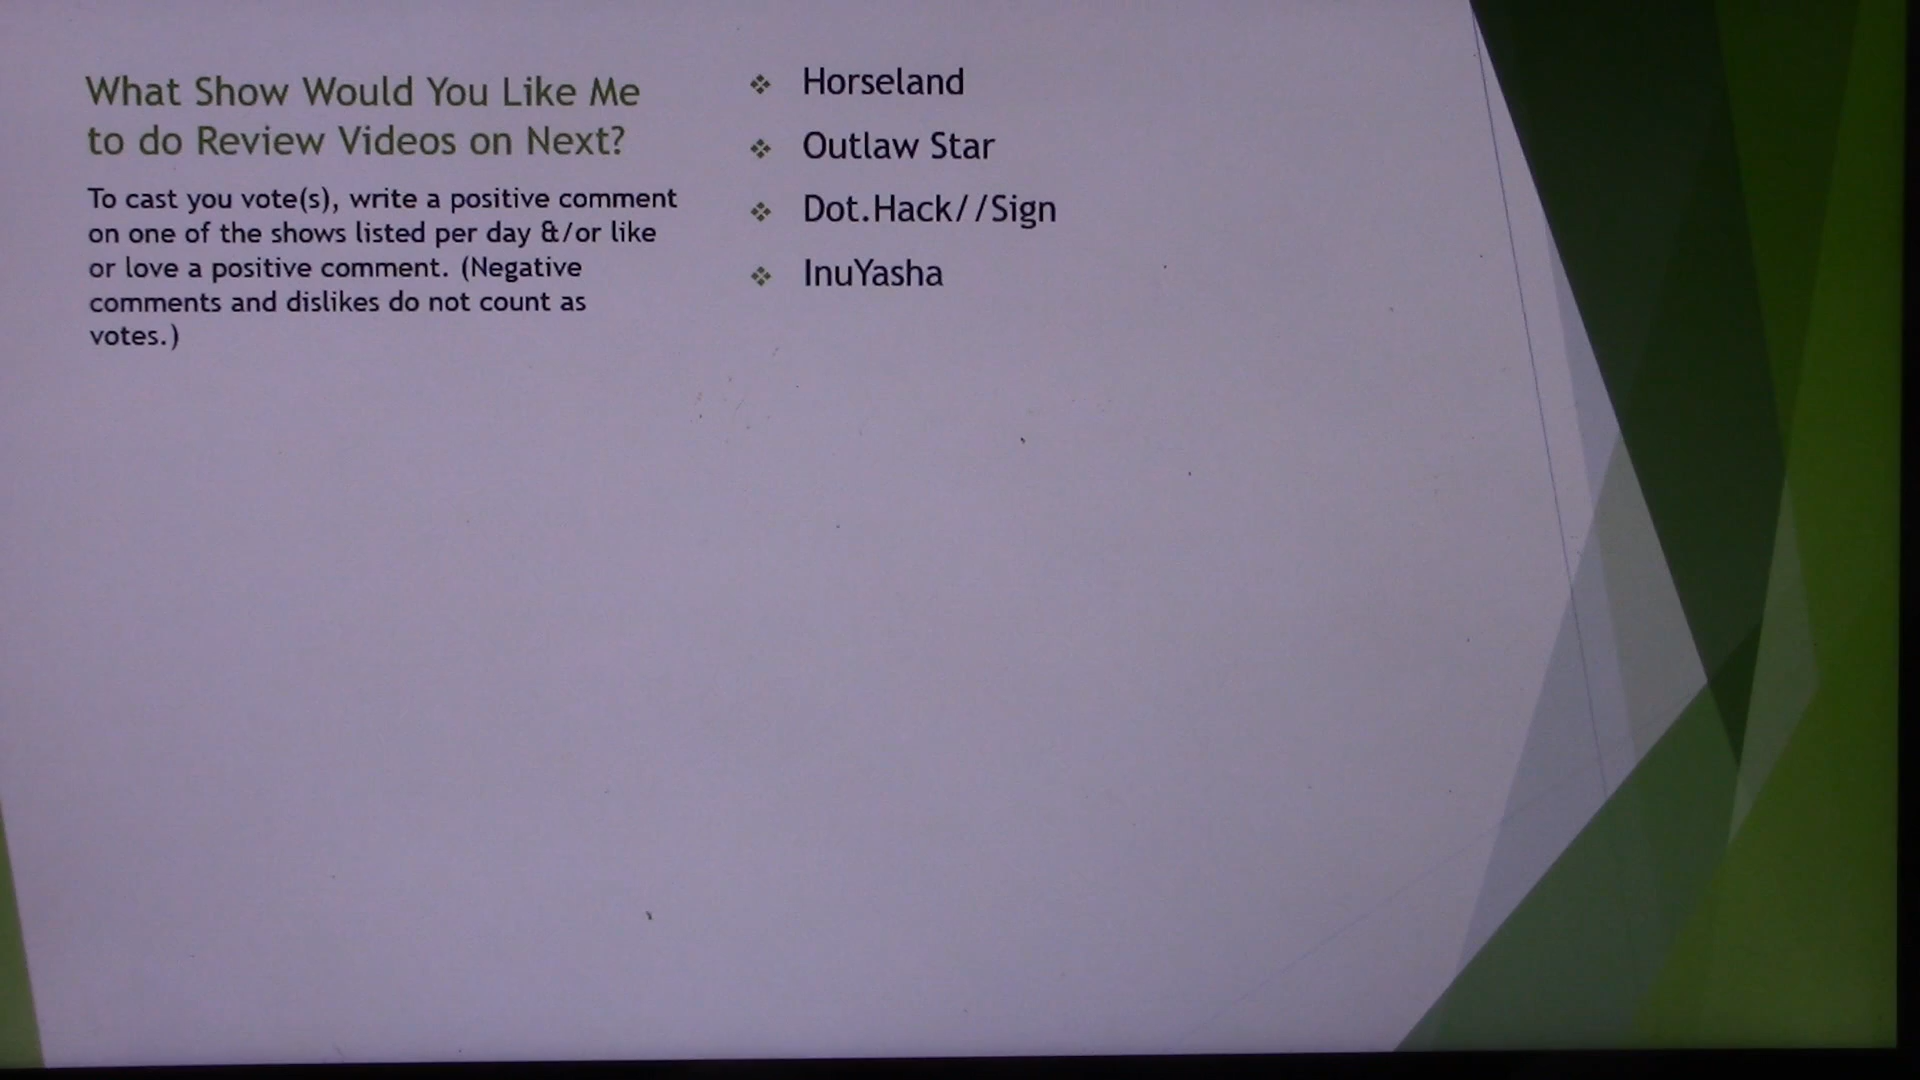 What Show Would You Like Me
to do Review Videos on Next?
To cast you vote(s), write a positive comment
on one of the shows listed per day &/or like
or love a positive comment. (Negative
comments and dislikes do not count as
votes.)
Horseland
Outlaw Star
Dot.Hack//Sign
InuYasha